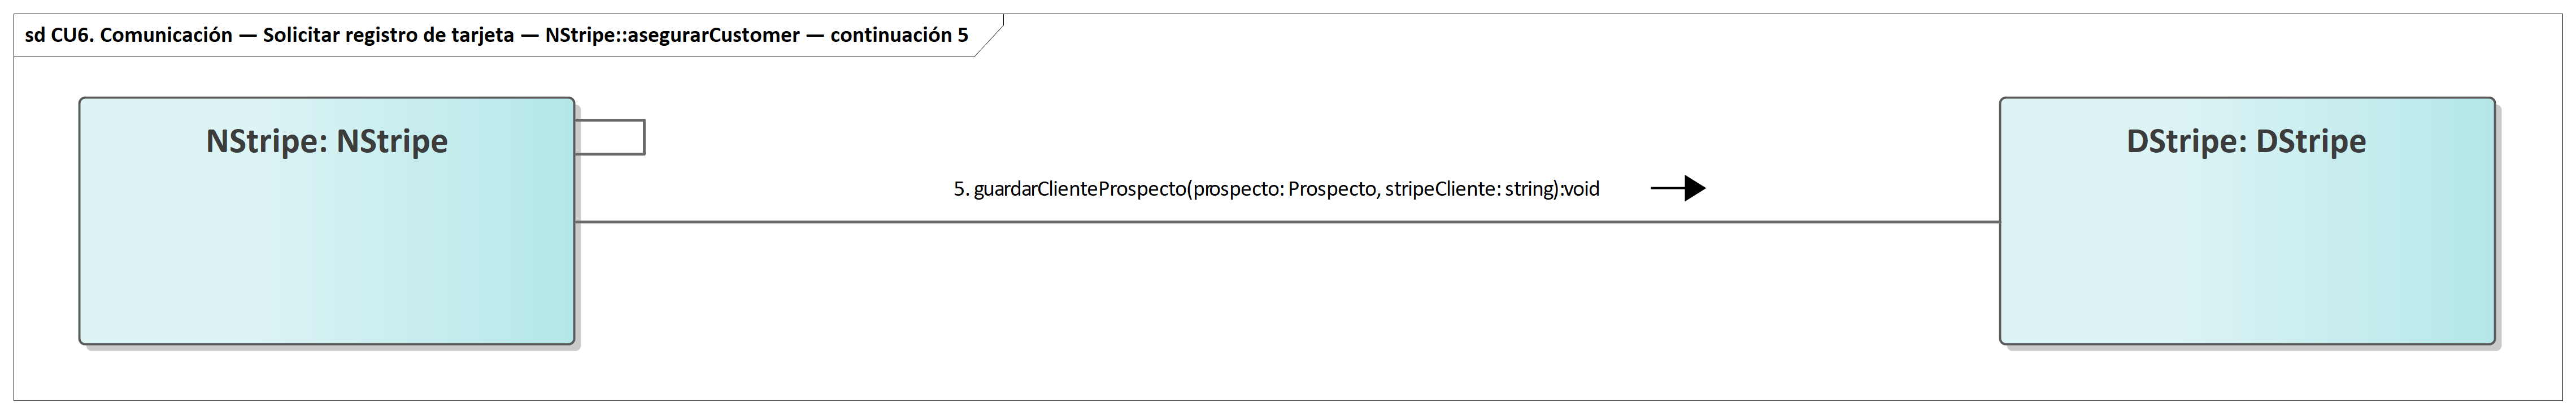 sd CU6. Comunicación — Solicitar registro de tarjeta — NStripe::asegurarCustomer — continuación 5
NStripe: NStripe
DStripe: DStripe
5. guardarClienteProspecto(prospecto: Prospecto, stripeCliente: string):void